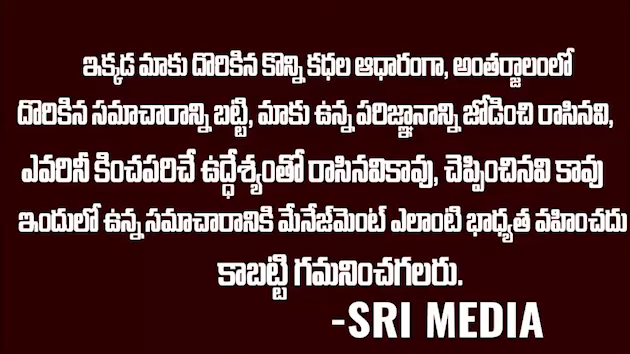 ఇక్కడ మాకు దొరికిన కొన్ని కధల ఆధారంగా, అంతర్జాలంలో
దొరికిన సమాచారాన్ని బట్టి, మాకు ఉన్న పరిజ్ఞానాన్ని జోడించి రాసినవి,
ఎవరినీ కించపరిచే ఉద్ధేశ్యంతో రాసినవికావు, చెప్పించినవి కావు
ఇందులో ఉన్న సమాచారానికి మేనేజ్‌మెంట్ ఎలాంటి భాధ్యత వహించదు
కాబట్టి గమనించగలరు.
-SRI MEDIA